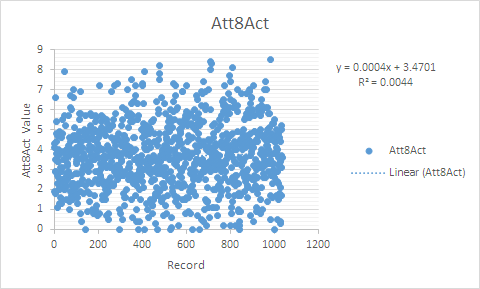 Att8Act
9
8
7
6
5
4
3
2
1
0
Att8Act Value
0
200
400
600
800
1000
1200
Record
y = 0.0004x + 3.4701
R² = 0.0044
Att8Act
Linear (Att8Act)